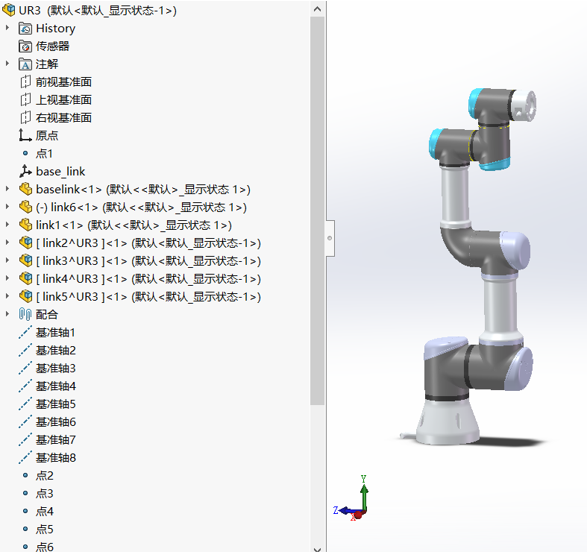 UR3 (默认<默认_显示状态-1>)
History
传感器
注解
前视基准面
上视基准面
右视基准面
原点
点1
base_link
baselink<1> (默认<<默认>_显示状态 1>)
(-) link6<1> (默认<<默认>_显示状态 1>)
link1<1> (默认<<默认>_显示状态 1>)
[ link2^UR3 ]<1> (默认<默认_显示状态-1>)
[ link3^UR3 ]<1> (默认<默认_显示状态-1>)
[ link4^UR3 ]<1> (默认<默认_显示状态-1>)
[ link5^UR3 ]<1> (默认<默认_显示状态-1>)
配合
基准轴1
基准轴2
基准轴3
基准轴4
基准轴5
基准轴6
基准轴7
基准轴8
点2
点3
点4
点5
点6
Y
Z
X